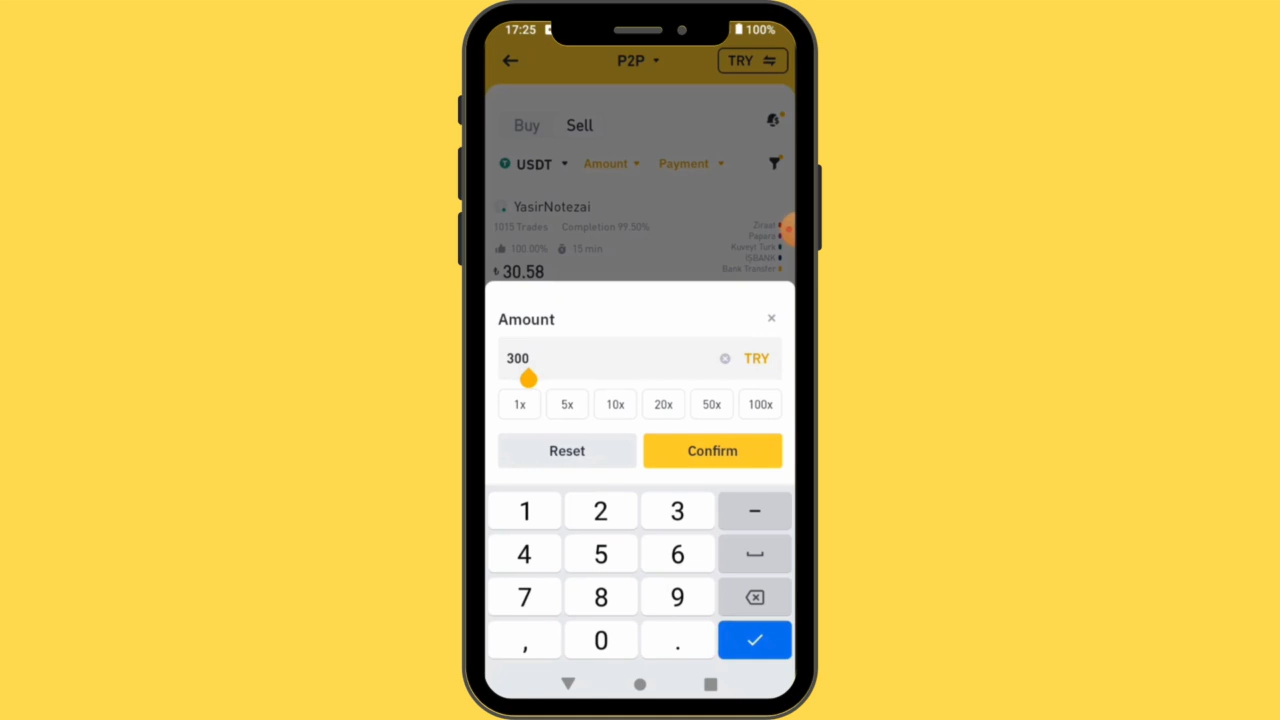 17:25
100%
P2P
TRY
Buy Sell
USDT Amount Payment
YasirNotezai
1015 Trades Completion 99.50%
100.00% 15 min
₺ 30.58
Ziraat
Papara
Kuveyt Turk
ISBANK
Bank Transfer
Amount
300 TRY
1x 5x 10x 20x 50x 100x
Reset Confirm
1 2 3 -
4 5 6
7 8 9
, 0 .